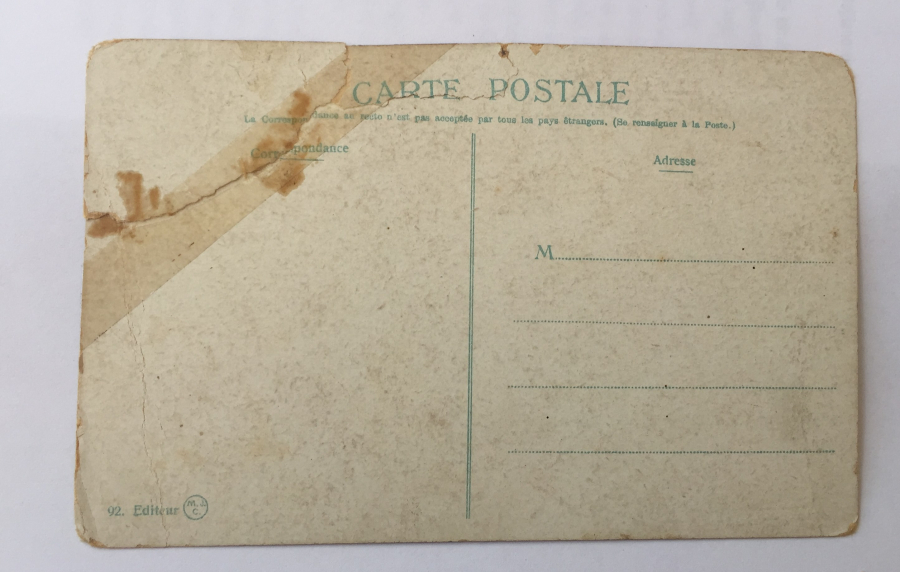 CARTE POSTALE
La Correspondance au recto n'est pas acceptée par tous les pays étrangers. (Se renseigner à la Poste.)
Correspondance
Adresse
M
92. Editeur